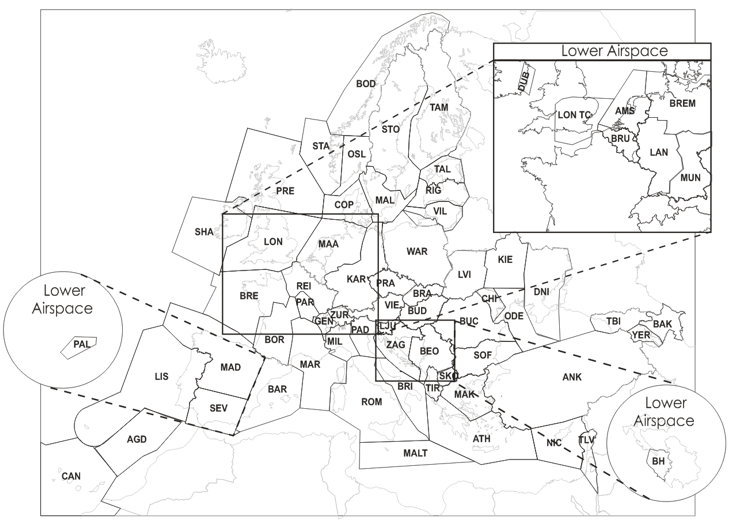 Lower Airspace
DUB
LON TC
AMS
BREM
BRU
LAN
MUN
BOD
TAM
STO
STA
OSL
TAL
RIG
VIL
PRE
COP
MAL
SHA
LON
MAA
WAR
KIE
LVI
KAR
PRA
REI
BRE
PAR
BRA
VIE
BUD
CHI
DNI
ODE
ZUR
GEN
PAD
LJU
BUC
BOR
MIL
ZAG
BEO
SOF
TBI
BAK
YER
Lower
Airspace
PAL
LIS
MAD
SEV
MAR
BAR
BRI
SKO
TIR
MAK
ANK
ROM
AGD
CAN
MALT
ATH
NIC
TLV
Lower
Airspace
BH